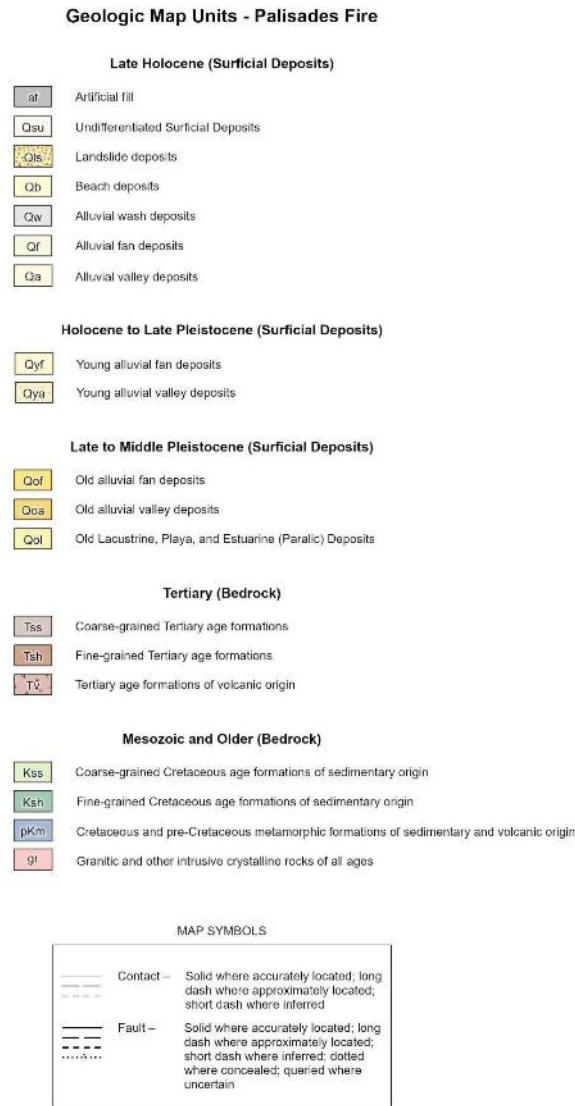 Geologic Map Units - Palisades Fire
Late Holocene (Surficial Deposits)
af Artificial fill
Qsu Undifferentiated Surficial Deposits
Qls Landslide deposits
Qb Beach deposits
Qw Alluvial wash deposits
Qf Alluvial fan deposits
Qa Alluvial valley deposits
Holocene to Late Pleistocene (Surficial Deposits)
Qyf Young alluvial fan deposits
Qya Young alluvial valley deposits
Late to Middle Pleistocene (Surficial Deposits)
Qof Old alluvial fan deposits
Qoa Old alluvial valley deposits
Qol Old Lacustrine, Playa, and Estuarine (Paralic) Deposits
Tertiary (Bedrock)
Tss Coarse-grained Tertiary age formations
Tsh Fine-grained Tertiary age formations
Tv Tertiary age formations of volcanic origin
Mesozoic and Older (Bedrock)
Kss Coarse-grained Cretaceous age formations of sedimentary origin
Ksh Fine-grained Cretaceous age formations of sedimentary origin
pKm Cretaceous and pre-Cretaceous metamorphic formations of sedimentary and volcanic origin
gr Granitic and other intrusive crystalline rocks of all ages
MAP SYMBOLS
Contact – Solid where accurately located; long
dash where approximately located;
short dash where inferred
Fault – Solid where accurately located; long
dash where approximately located;
short dash where inferred; dotted
where concealed; queried where
uncertain